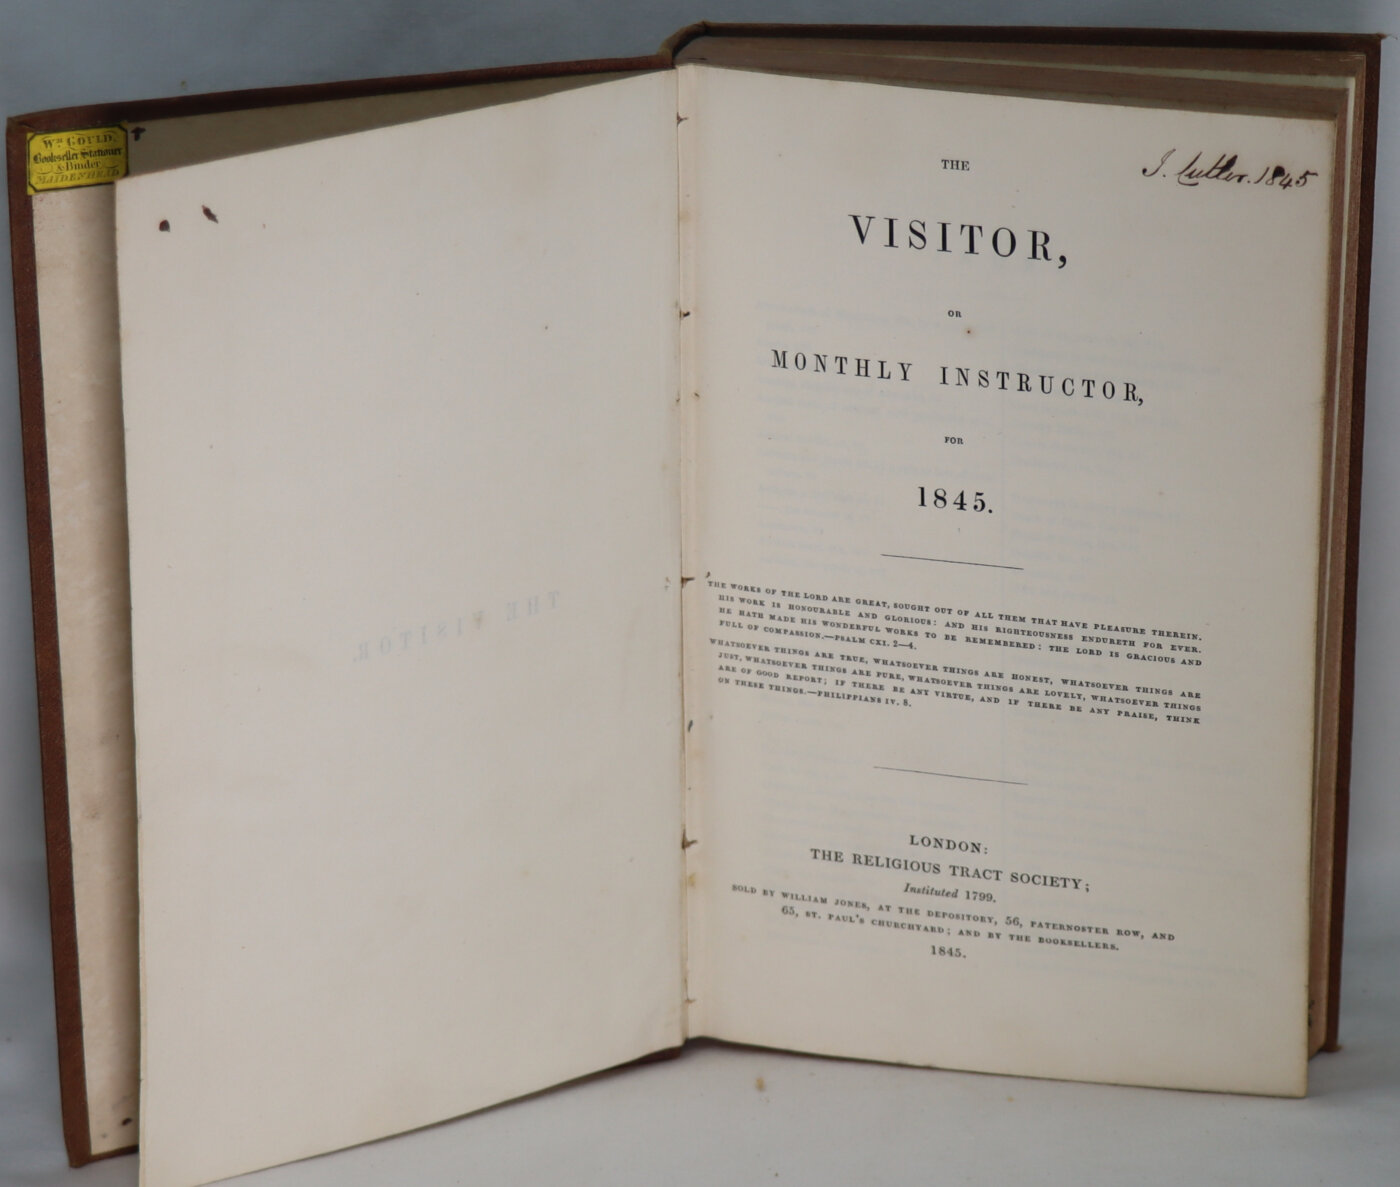 Wm. GOULD.
Bookseller Stationer
& Binder
MAIDENHEAD
THE VISITOR.
J. Cutler. 1845
THE
VISITOR,
OR
MONTHLY INSTRUCTOR,
FOR
1845.
THE WORKS OF THE LORD ARE GREAT, SOUGHT OUT OF ALL THEM THAT HAVE PLEASURE THEREIN.
HIS WORK IS HONOURABLE AND GLORIOUS: AND HIS RIGHTEOUSNESS ENDURETH FOR EVER.
HE HATH MADE HIS WONDERFUL WORKS TO BE REMEMBERED: THE LORD IS GRACIOUS AND
FULL OF COMPASSION.—PSALM CXI. 2—4.
WHATSOEVER THINGS ARE TRUE, WHATSOEVER THINGS ARE HONEST, WHATSOEVER THINGS ARE
JUST, WHATSOEVER THINGS ARE PURE, WHATSOEVER THINGS ARE LOVELY, WHATSOEVER THINGS
ARE OF GOOD REPORT; IF THERE BE ANY VIRTUE, AND IF THERE BE ANY PRAISE, THINK
ON THESE THINGS.—PHILIPPIANS IV. 8.
LONDON:
THE RELIGIOUS TRACT SOCIETY;
Instituted 1799.
SOLD BY WILLIAM JONES, AT THE DEPOSITORY, 56, PATERNOSTER ROW, AND
65, ST. PAUL'S CHURCHYARD; AND BY THE BOOKSELLERS.
1845.